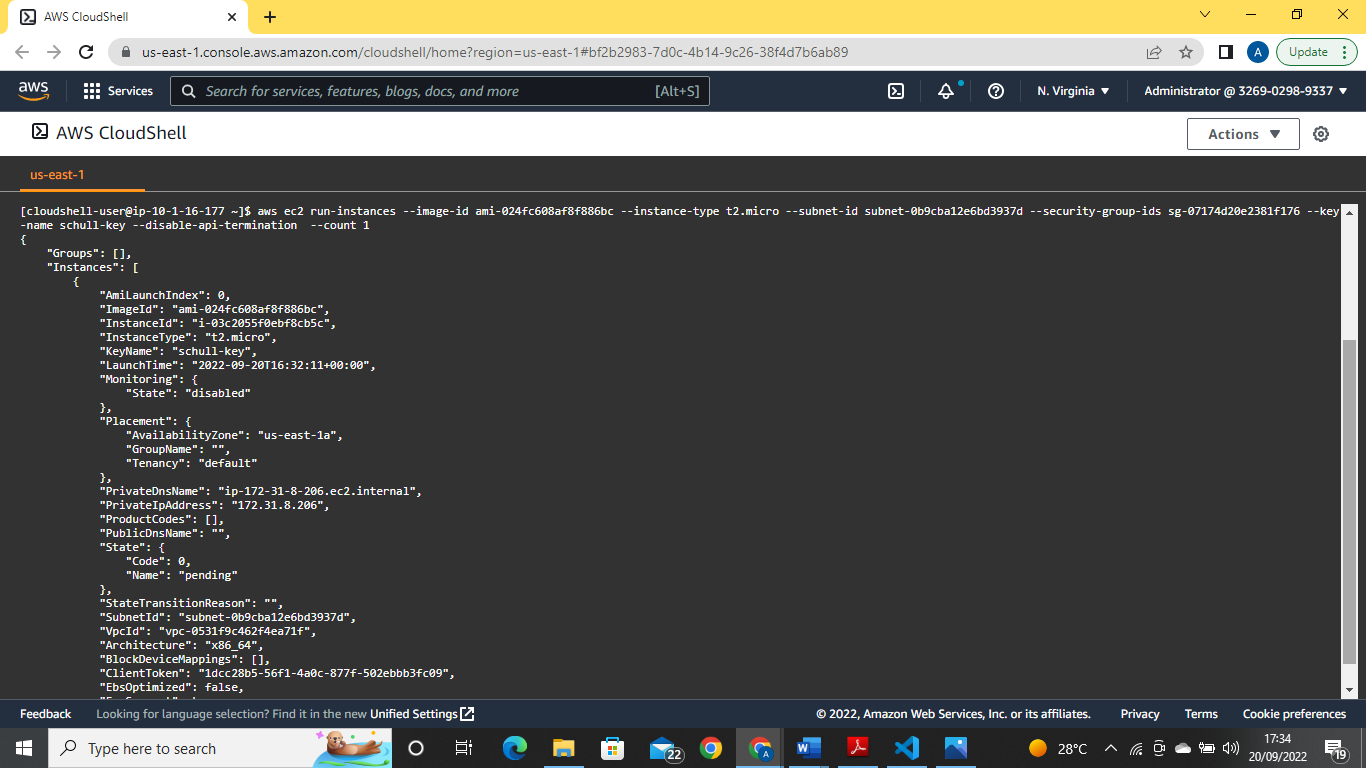 AWS CloudShell
us-east-1.console.aws.amazon.com/cloudshell/home?region=us-east-1#bf2b2983-7d0c-4b14-9c26-38f4d7b6ab89
A
Update
aws
Services
Search for services, features, blogs, docs, and more
[Alt+S]
N. Virginia
Administrator @ 3269-0298-9337
AWS CloudShell
Actions
us-east-1
[cloudshell-user@ip-10-1-16-177 ~]$ aws ec2 run-instances --image-id ami-024fc608af8f886bc --instance-type t2.micro --subnet-id subnet-0b9cba12e6bd3937d --security-group-ids sg-07174d20e2381f176 --key
-name schull-key --disable-api-termination  --count 1
{
    "Groups": [],
    "Instances": [
        {
            "AmiLaunchIndex": 0,
            "ImageId": "ami-024fc608af8f886bc",
            "InstanceId": "i-03c2055f0ebf8cb5c",
            "InstanceType": "t2.micro",
            "KeyName": "schull-key",
            "LaunchTime": "2022-09-20T16:32:11+00:00",
            "Monitoring": {
                "State": "disabled"
            },
            "Placement": {
                "AvailabilityZone": "us-east-1a",
                "GroupName": "",
                "Tenancy": "default"
            },
            "PrivateDnsName": "ip-172-31-8-206.ec2.internal",
            "PrivateIpAddress": "172.31.8.206",
            "ProductCodes": [],
            "PublicDnsName": "",
            "State": {
                "Code": 0,
                "Name": "pending"
            },
            "StateTransitionReason": "",
            "SubnetId": "subnet-0b9cba12e6bd3937d",
            "VpcId": "vpc-0531f9c462f4ea71f",
            "Architecture": "x86_64",
            "BlockDeviceMappings": [],
            "ClientToken": "1dcc28b5-56f1-4a0c-877f-502ebbb3fc09",
            "EbsOptimized": false,
Feedback
Looking for language selection? Find it in the new Unified Settings
© 2022, Amazon Web Services, Inc. or its affiliates.
Privacy
Terms
Cookie preferences
Type here to search
22
A
28°C
17:34
20/09/2022
19